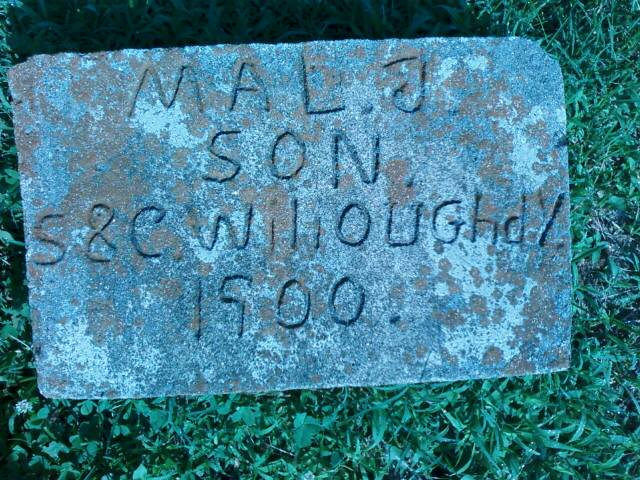 MAL. J.
SON.
S&C. WillOUGhdY
1900.